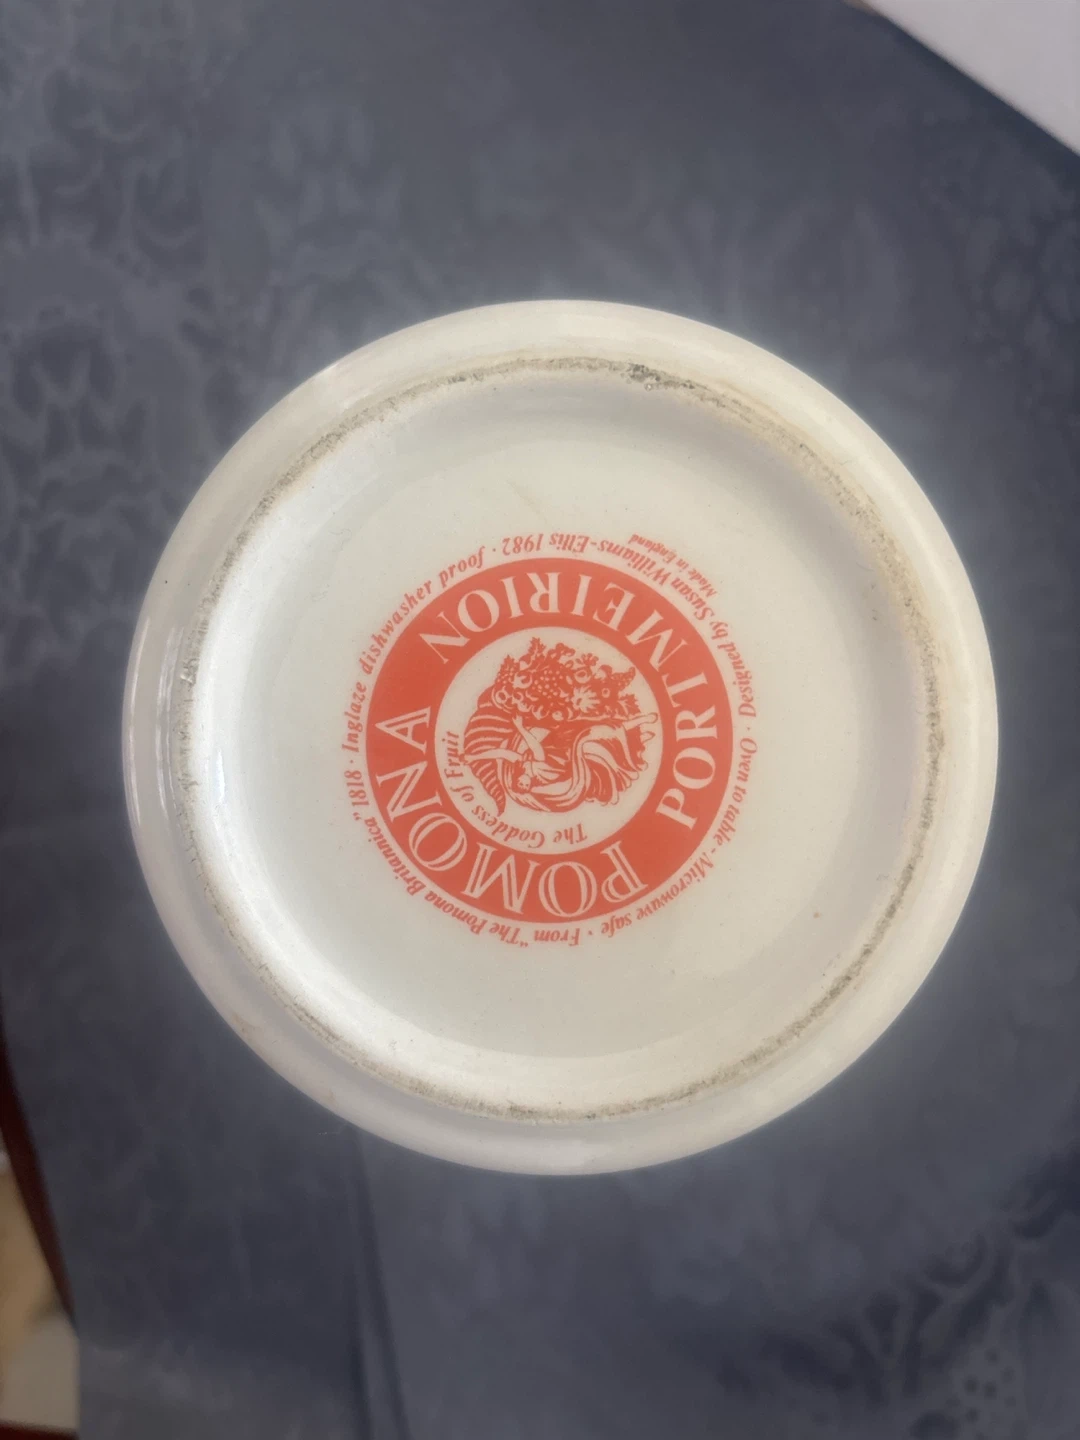 PORTMEIRION
POMONA
The Goddess of Fruit
Designed by Susan Williams-Ellis 1982 · Inglaze dishwasher proof ·
Oven to table - Microwave safe · From "The Pomona Britannica" 1818 ·
Made in England